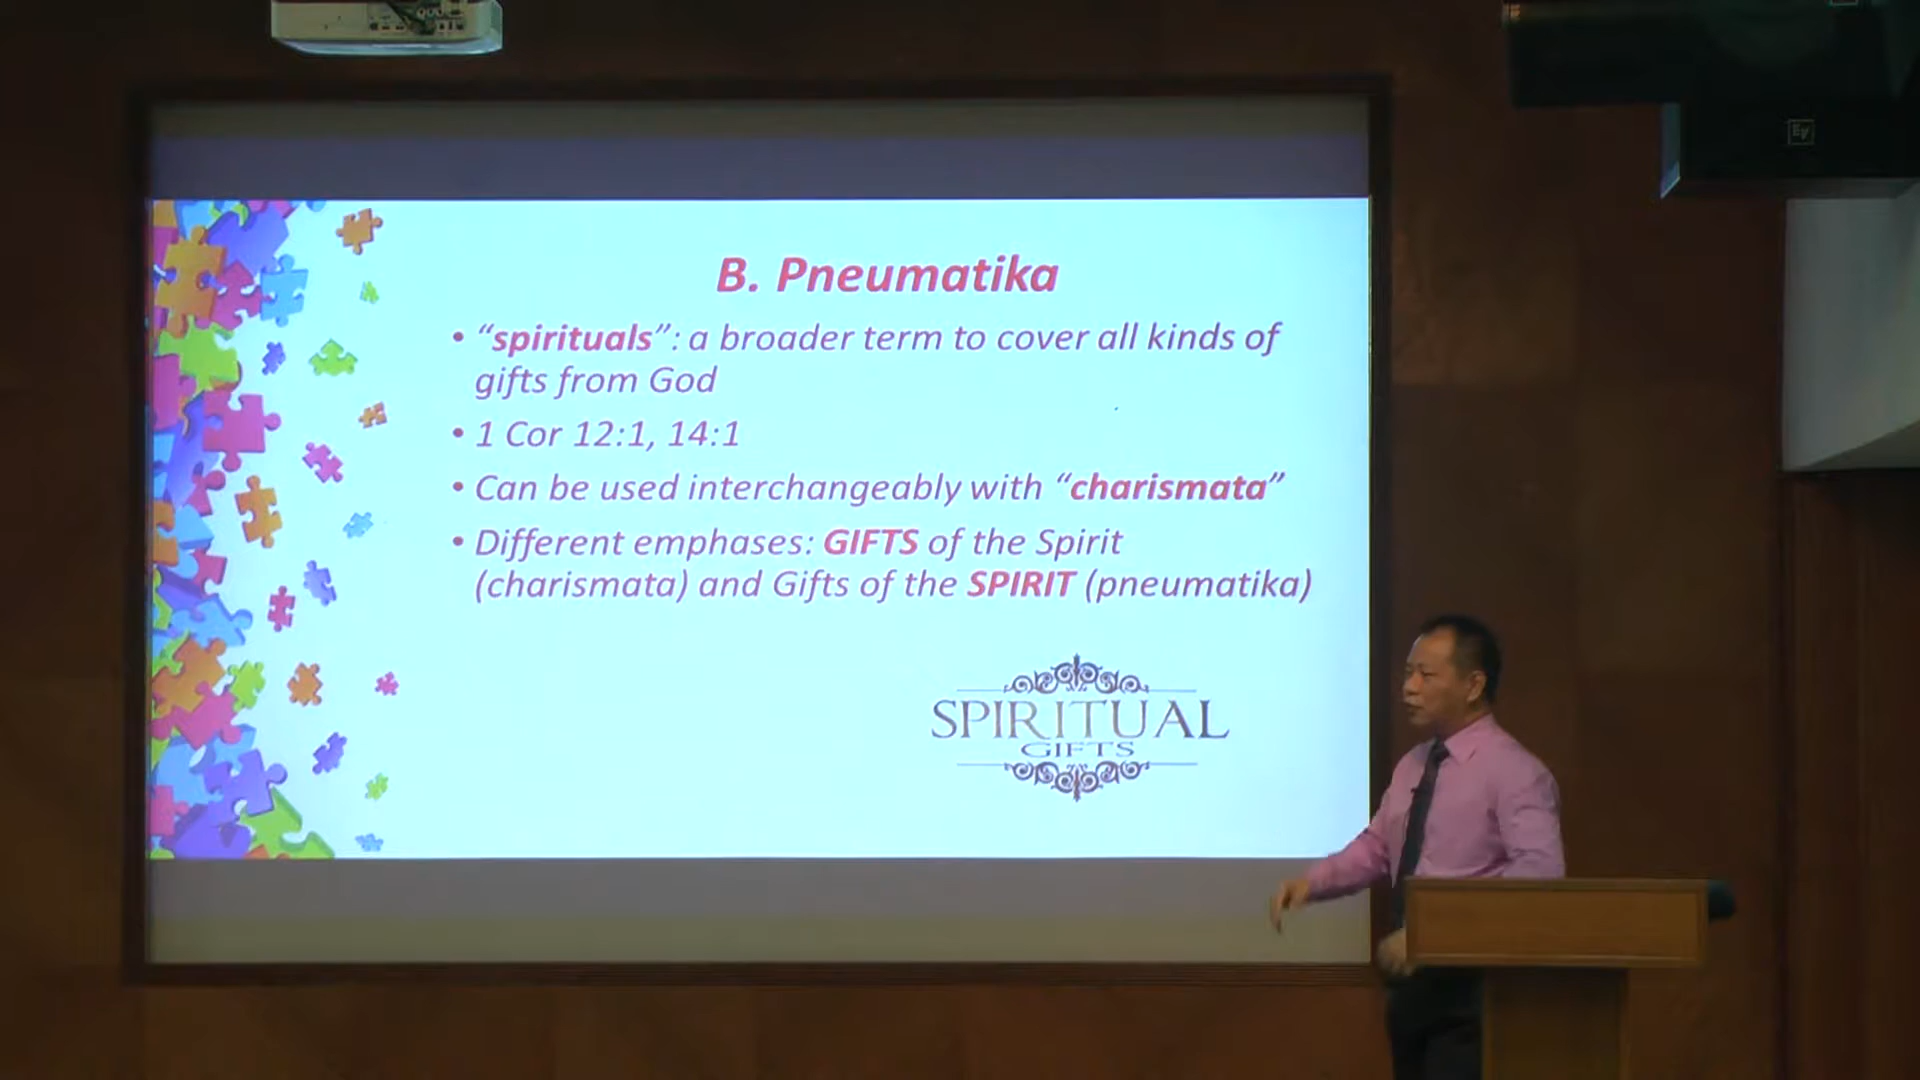 B. Pneumatika
• “spirituals”: a broader term to cover all kinds of
gifts from God
• 1 Cor 12:1, 14:1
• Can be used interchangeably with “charismata”
• Different emphases: GIFTS of the Spirit
(charismata) and Gifts of the SPIRIT (pneumatika)
SPIRITUAL
GIFTS
EV